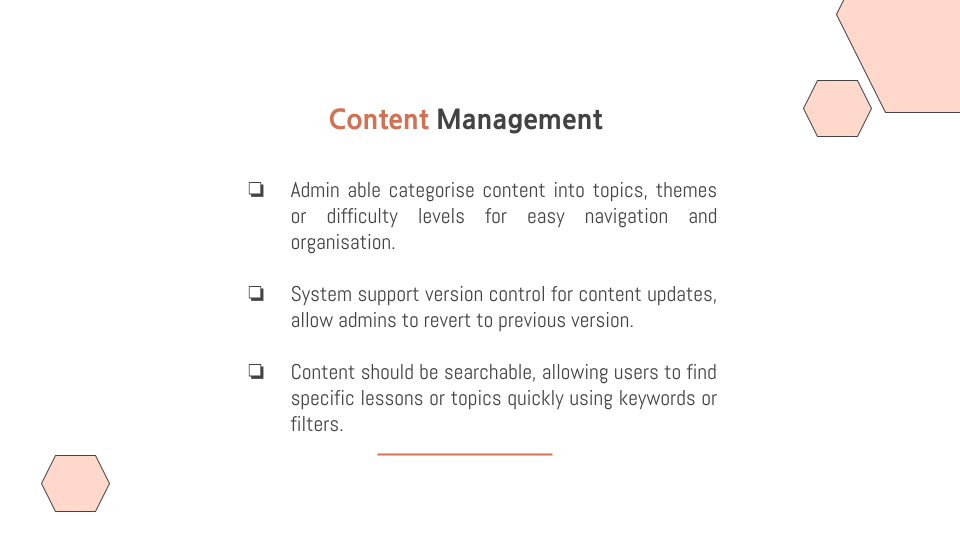 Content Management
❏ Admin able categorise content into topics, themes
or difficulty levels for easy navigation and
organisation.
❏ System support version control for content updates,
allow admins to revert to previous version.
❏ Content should be searchable, allowing users to find
specific lessons or topics quickly using keywords or
filters.